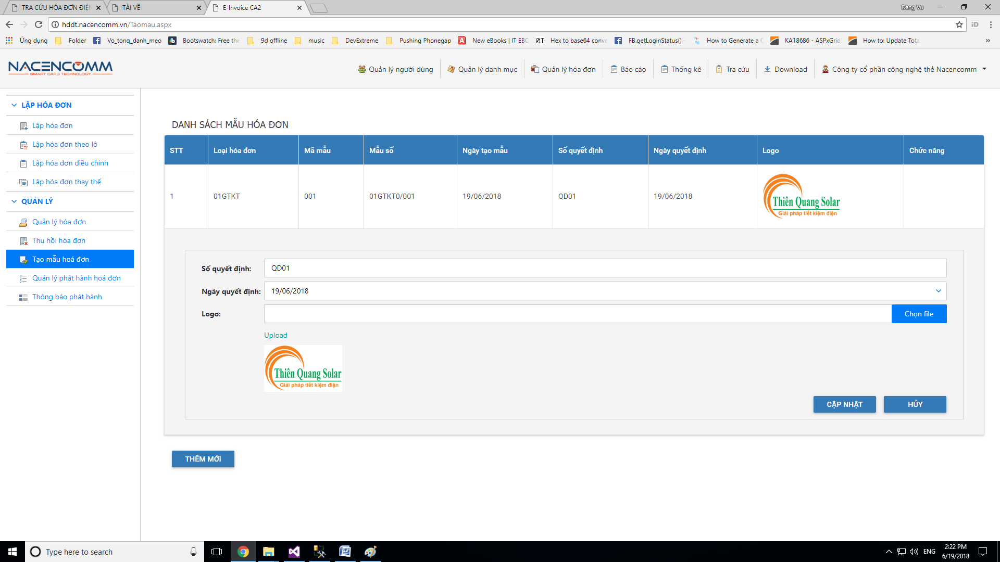 TRA CỨU HÓA ĐƠN ĐIỆN
TẢI VỀ
E-Invoice CA2
Dang Vu
hddt.nacencomm.vn/Taomau.aspx
iD
Ứng dụng
Folder
Vo_tonq_danh_meo
Bootswatch: Free the
9d offline
music
DevExtreme
Pushing Phonegap
New eBooks | IT EBO
Hex to base64 conve
FB.getLoginStatus() -
How to Generate a C
KA18686 - ASPxGrid
How to: Update Tota
»
NACENCOMM
SMART CARD TECHNOLOGY
Quản lý người dùng
Quản lý danh mục
Quản lý hóa đơn
Báo cáo
Thống kê
Tra cứu
Download
Công ty cổ phần công nghệ thẻ Nacencomm
LẬP HÓA ĐƠN
Lập hóa đơn
Lập hóa đơn theo lô
Lập hóa đơn điều chỉnh
Lập hóa đơn thay thế
QUẢN LÝ
Quản lý hóa đơn
Thu hồi hóa đơn
Tạo mẫu hoá đơn
Quản lý phát hành hoá đơn
Thông báo phát hành
DANH SÁCH MẪU HÓA ĐƠN
STT Loại hóa đơn Mã mẫu Mẫu số Ngày tạo mẫu Số quyết định Ngày quyết định Logo Chức năng
1 01GTKT 001 01GTKT0/001 19/06/2018 QD01 19/06/2018
Thiên Quang Solar
Giải pháp tiết kiệm điện
Số quyết định: QD01
Ngày quyết định: 19/06/2018
Logo: Chọn file
Upload
Thiên Quang Solar
Giải pháp tiết kiệm điện
CẬP NHẬT HỦY
THÊM MỚI
Type here to search
ENG
2:22 PM
6/19/2018